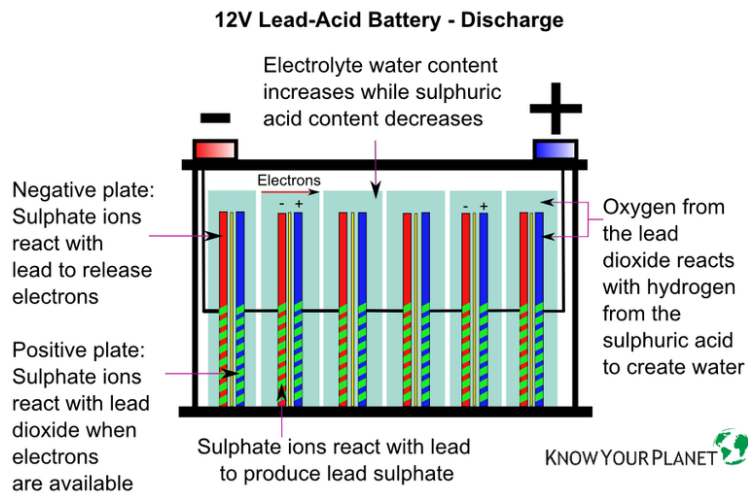 12V Lead-Acid Battery - Discharge
Electrolyte water content
increases while sulphuric
acid content decreases
-
+
Electrons
- +
- +
Negative plate:
Sulphate ions
react with
lead to release
electrons
Positive plate:
Sulphate ions
react with lead
dioxide when
electrons
are available
Oxygen from
the lead
dioxide reacts
with hydrogen
from the
sulphuric acid
to create water
Sulphate ions react with lead
to produce lead sulphate
KNOW YOUR PLANET